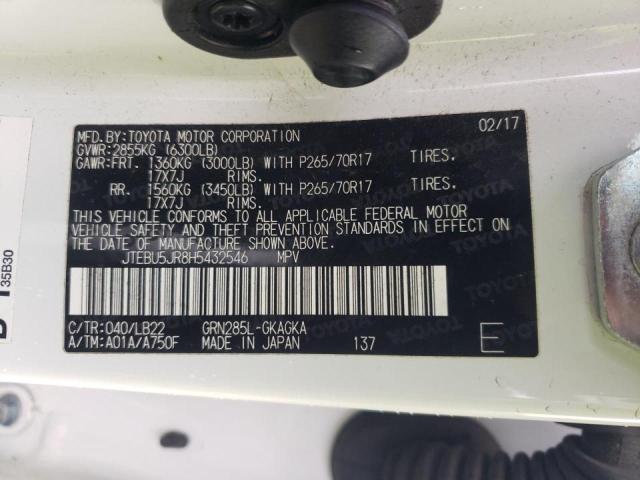 MFD.BY:TOYOTA MOTOR CORPORATION 02/17
GVWR:2855KG (6300LB)
GAWR:FRT. 1360KG (3000LB) WITH P265/70R17 TIRES.
17X7J RIMS.
RR. 1560KG (3450LB) WITH P265/70R17 TIRES.
17X7J RIMS.
THIS VEHICLE CONFORMS TO ALL APPLICABLE FEDERAL MOTOR
VEHICLE SAFETY AND THEFT PREVENTION STANDARDS IN EFFECT ON
THE DATE OF MANUFACTURE SHOWN ABOVE.
JTEBU5JR8H5432546 MPV
C/TR:040/LB22 GRN285L-GKAGKA
A/TM:A01A/A750F MADE IN JAPAN 137 E
35B30